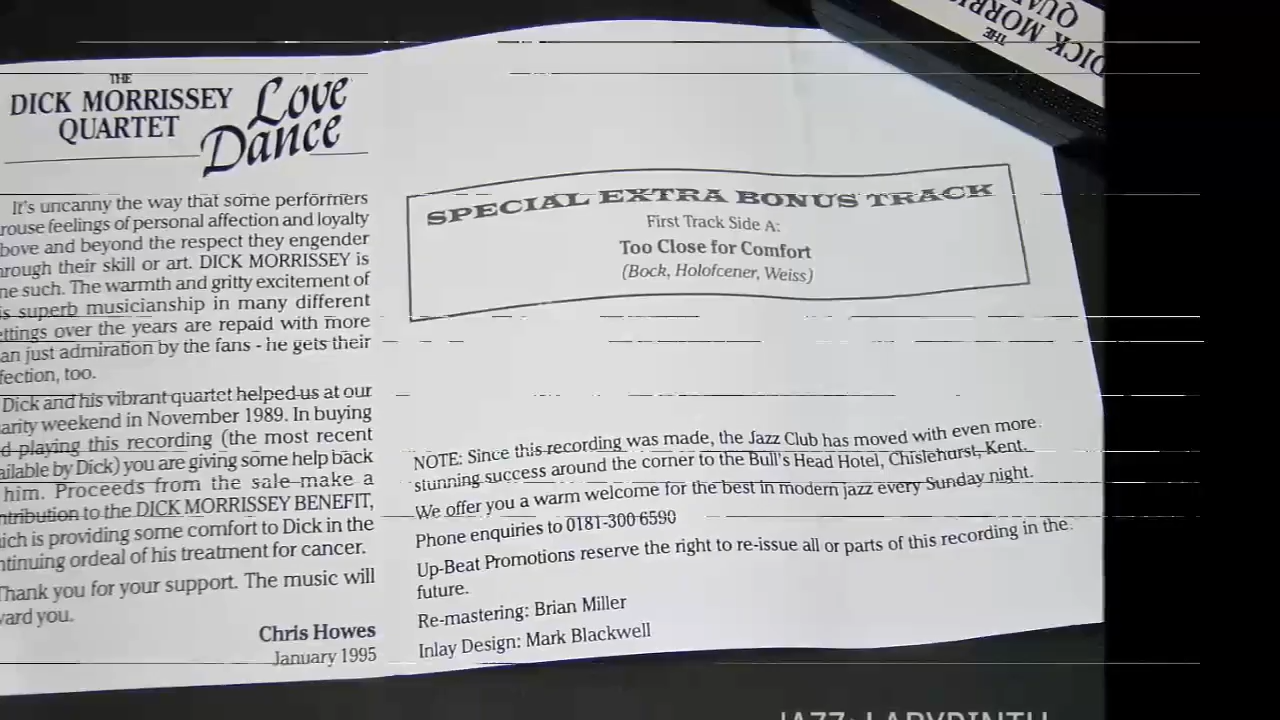 THE
DICK MORRISSEY
QUARTET
Love
Dance
It's uncanny the way that some performers
rouse feelings of personal affection and loyalty
bove and beyond the respect they engender
hrough their skill or art. DICK MORRISSEY is
ne such. The warmth and gritty excitement of
is superb musicianship in many different
ettings over the years are repaid with more
an just admiration by the fans - he gets their
fection, too.
Dick and his vibrant quartet helped us at our
arity weekend in November 1989. In buying
d playing this recording (the most recent
ailable by Dick) you are giving some help back
him. Proceeds from the sale make a
ntribution to the DICK MORRISSEY BENEFIT,
ich is providing some comfort to Dick in the
ntinuing ordeal of his treatment for cancer.
Thank you for your support. The music will
vard you.
Chris Howes
January 1995
THE
DICK MORRIS
QUA
SPECIAL EXTRA BONUS TRACK
First Track Side A:
Too Close for Comfort
(Bock, Holofcener, Weiss)
NOTE: Since this recording was made, the Jazz Club has moved with even more
stunning success around the corner to the Bull's Head Hotel, Chislehurst, Kent.
We offer you a warm welcome for the best in modern jazz every Sunday night.
Phone enquiries to 0181-300 6590
Up-Beat Promotions reserve the right to re-issue all or parts of this recording in the
future.
Re-mastering: Brian Miller
Inlay Design: Mark Blackwell
JAZZ: LABYRINTH